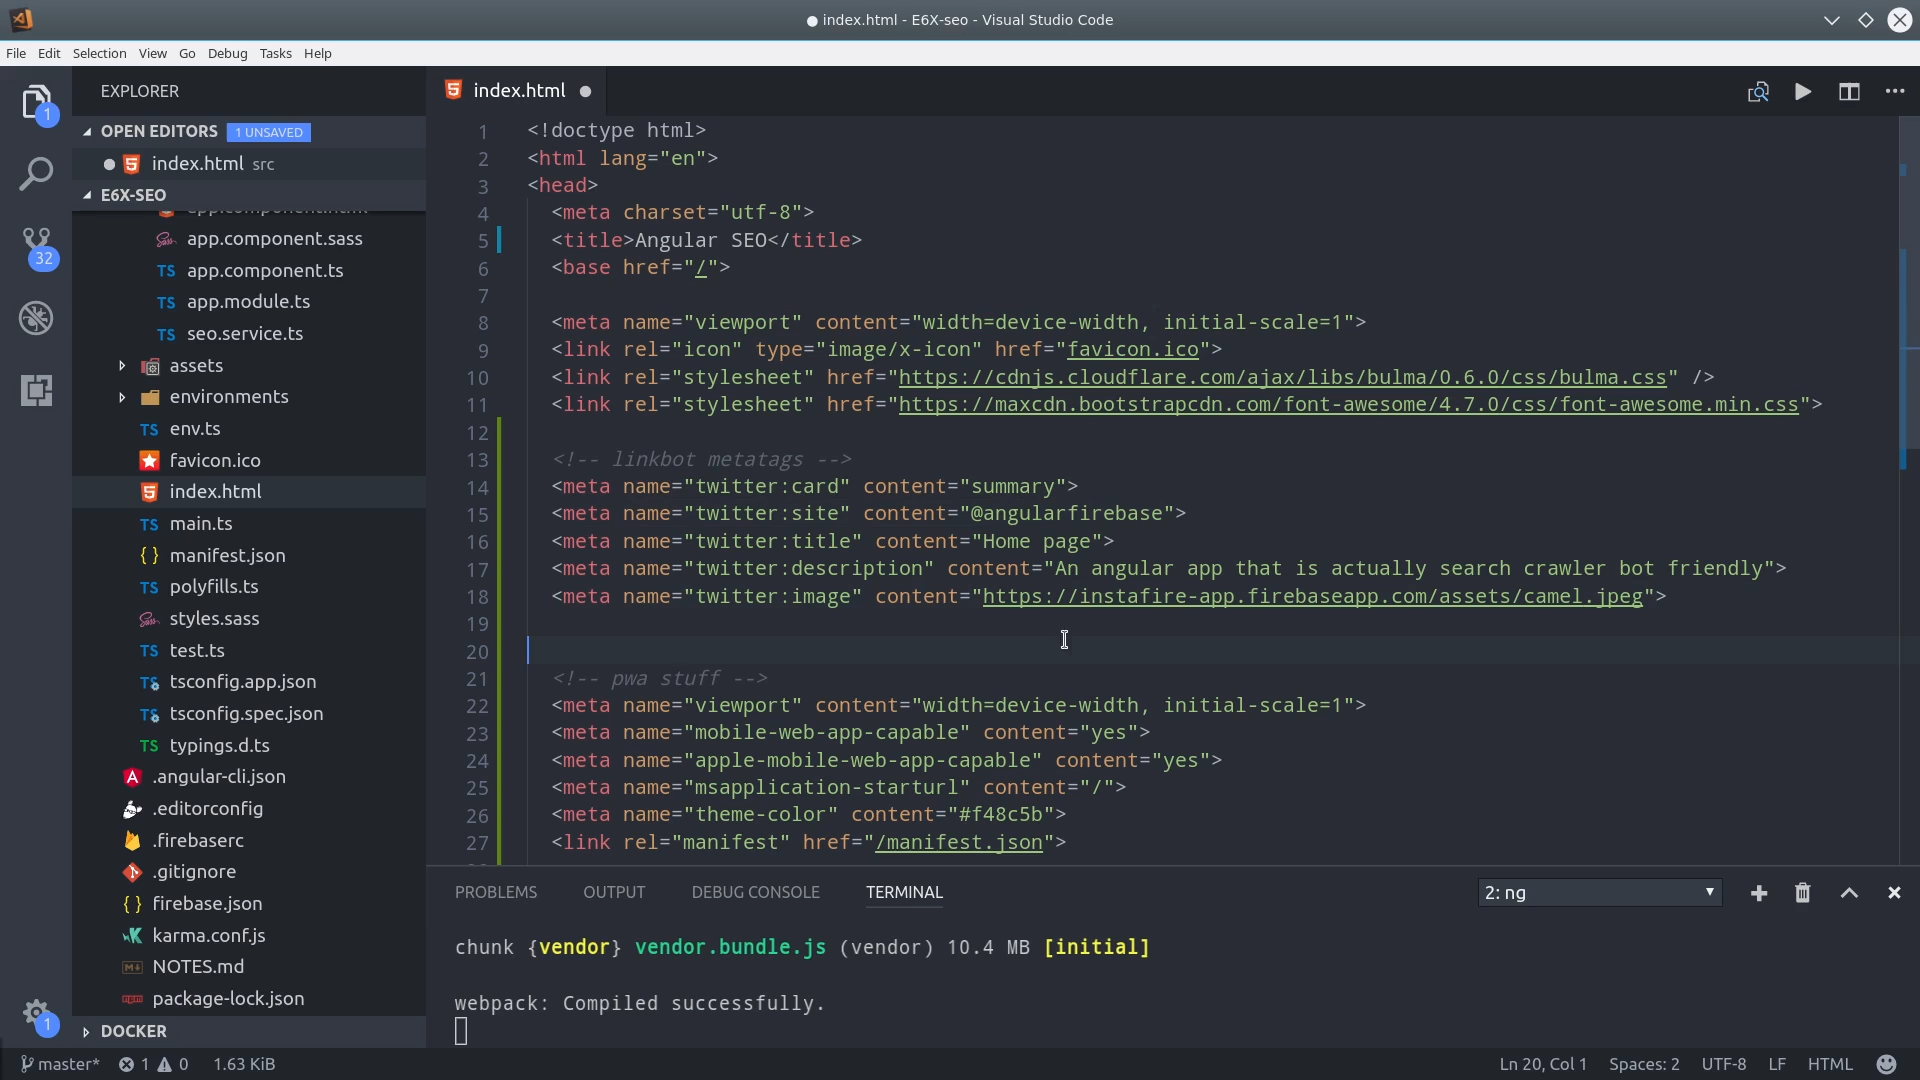 index.html - E6X-seo - Visual Studio Code
File Edit Selection View Go Debug Tasks Help
EXPLORER
OPEN EDITORS 1 UNSAVED
index.html src
E6X-SEO
app.component.html
app.component.sass
TS app.component.ts
TS app.module.ts
TS seo.service.ts
assets
environments
TS env.ts
favicon.ico
index.html
TS main.ts
{ } manifest.json
TS polyfills.ts
styles.sass
TS test.ts
TS tsconfig.app.json
TS tsconfig.spec.json
TS typings.d.ts
.angular-cli.json
.editorconfig
.firebaserc
.gitignore
{ } firebase.json
karma.conf.js
NOTES.md
package-lock.json
DOCKER
1
32
1
index.html
1 <!doctype html>
2 <html lang="en">
3 <head>
4 <meta charset="utf-8">
5 <title>Angular SEO</title>
6 <base href="/">
7
8 <meta name="viewport" content="width=device-width, initial-scale=1">
9 <link rel="icon" type="image/x-icon" href="favicon.ico">
10 <link rel="stylesheet" href="https://cdnjs.cloudflare.com/ajax/libs/bulma/0.6.0/css/bulma.css" />
11 <link rel="stylesheet" href="https://maxcdn.bootstrapcdn.com/font-awesome/4.7.0/css/font-awesome.min.css">
12
13 <!-- linkbot metatags -->
14 <meta name="twitter:card" content="summary">
15 <meta name="twitter:site" content="@angularfirebase">
16 <meta name="twitter:title" content="Home page">
17 <meta name="twitter:description" content="An angular app that is actually search crawler bot friendly">
18 <meta name="twitter:image" content="https://instafire-app.firebaseapp.com/assets/camel.jpeg">
19
20
21 <!-- pwa stuff -->
22 <meta name="viewport" content="width=device-width, initial-scale=1">
23 <meta name="mobile-web-app-capable" content="yes">
24 <meta name="apple-mobile-web-app-capable" content="yes">
25 <meta name="msapplication-starturl" content="/">
26 <meta name="theme-color" content="#f48c5b">
27 <link rel="manifest" href="/manifest.json">
PROBLEMS OUTPUT DEBUG CONSOLE TERMINAL 2: ng
chunk {vendor} vendor.bundle.js (vendor) 10.4 MB [initial]
webpack: Compiled successfully.
master* 1 0 1.63 KiB Ln 20, Col 1 Spaces: 2 UTF-8 LF HTML